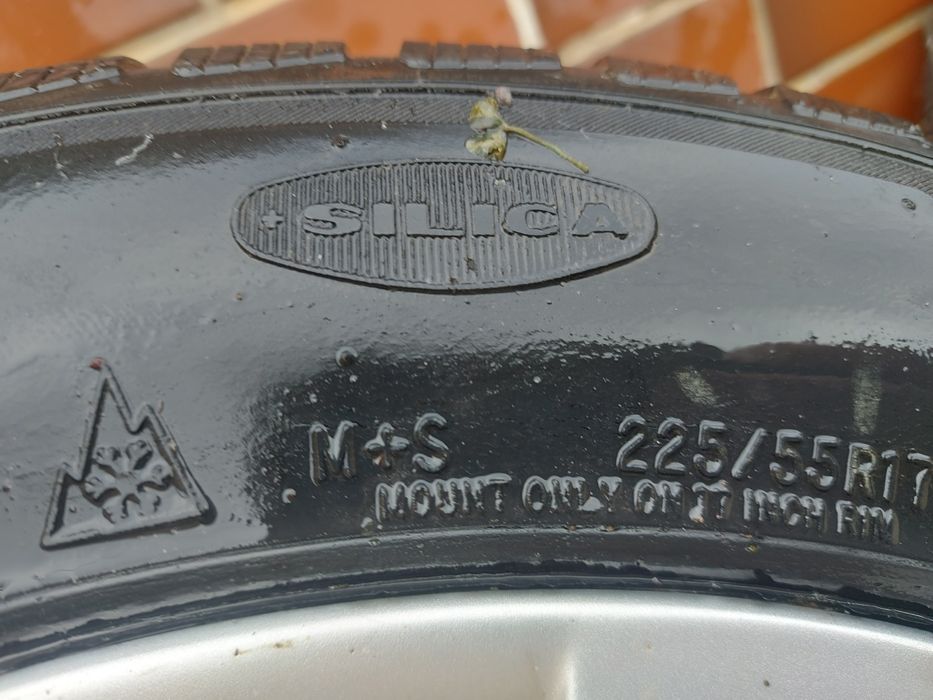 + SILICA
M+S 225/55R17
MOUNT ONLY ON 17 INCH RIM